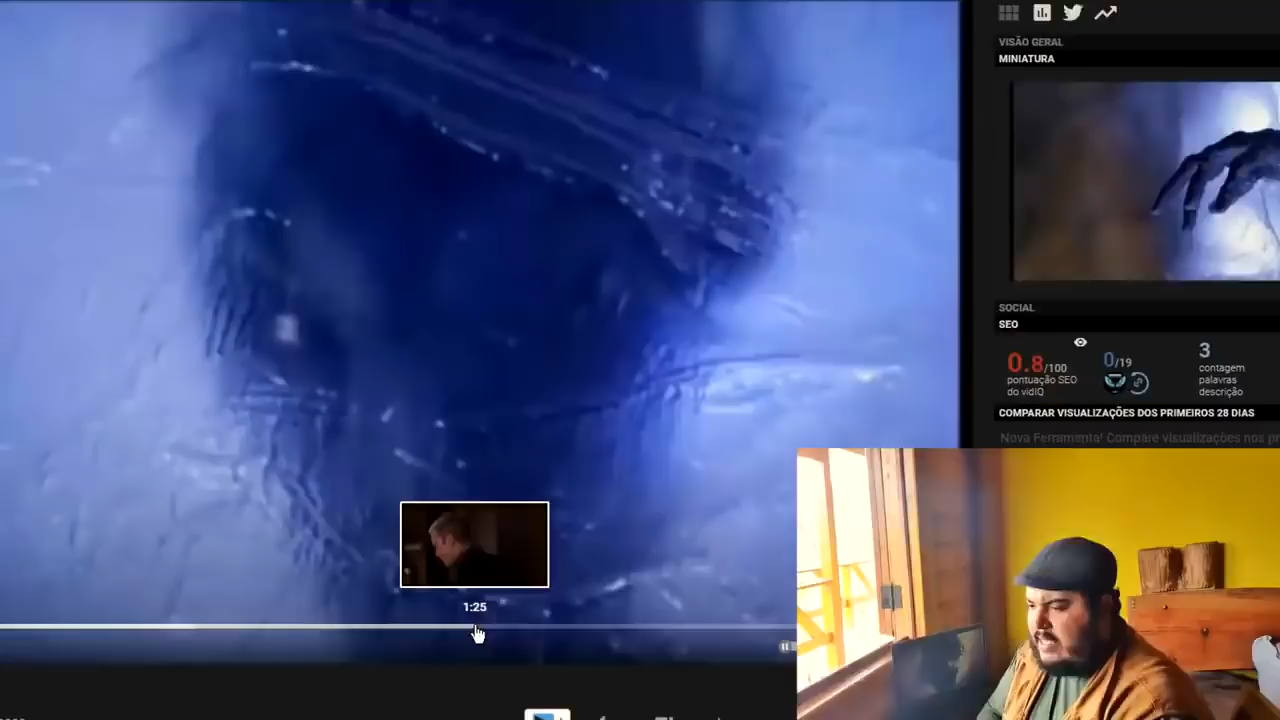 VISÃO GERAL
MINIATURA
SOCIAL
SEO
0.8/100
pontuação SEO
do vidIQ
0/19
3
contagem
palavras
descrição
COMPARAR VISUALIZAÇÕES DOS PRIMEIROS 28 DIAS
Nova Ferramenta! Compare visualizações nos
1:25